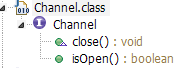 Channel.class
Channel
close() : void
isOpen() : boolean